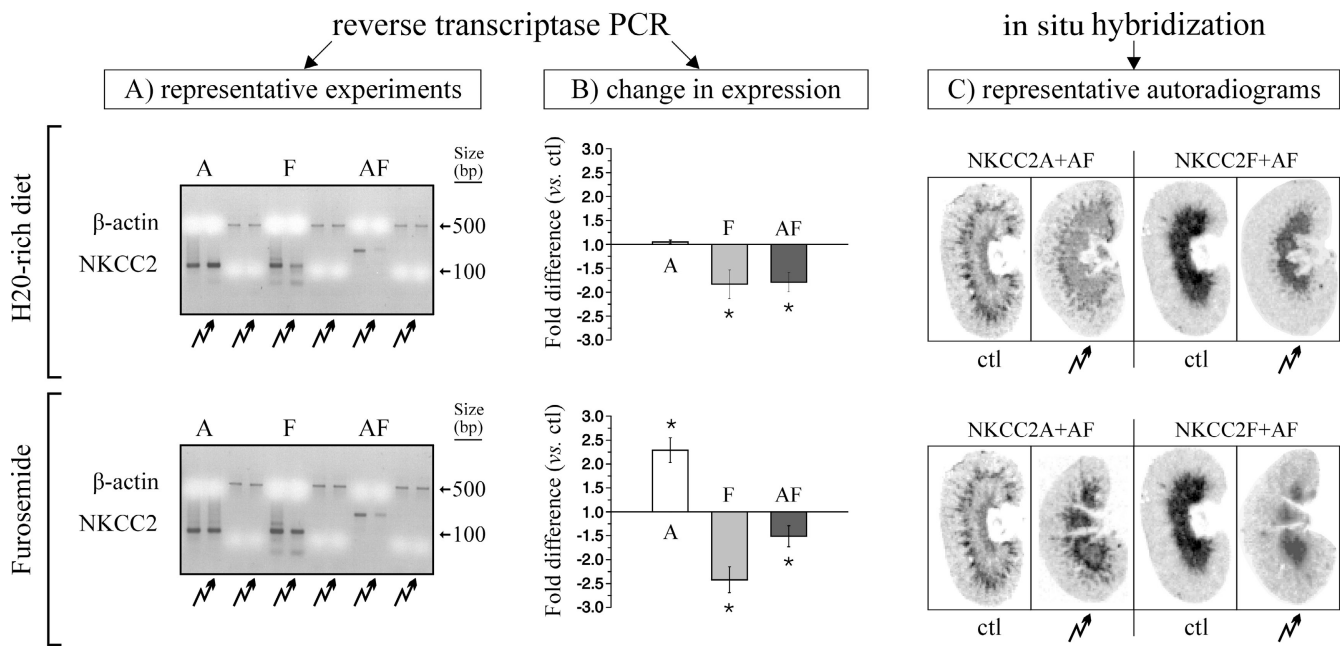 reverse transcriptase PCR
in situ hybridization
A) representative experiments
B) change in expression
C) representative autoradiograms
H20-rich diet
A F AF
Size
(bp)
β-actin
500
NKCC2
100
Fold difference (vs. ctl)
3.0
2.5
2.0
1.5
1.0
-1.5
-2.0
-2.5
-3.0
A
F
*
AF
*
NKCC2A+AF
NKCC2F+AF
ctl
ctl
Furosemide
A F AF
Size
(bp)
β-actin
500
NKCC2
100
Fold difference (vs. ctl)
3.0
2.5
2.0
1.5
1.0
-1.5
-2.0
-2.5
-3.0
*
A
F
*
AF
*
NKCC2A+AF
NKCC2F+AF
ctl
ctl